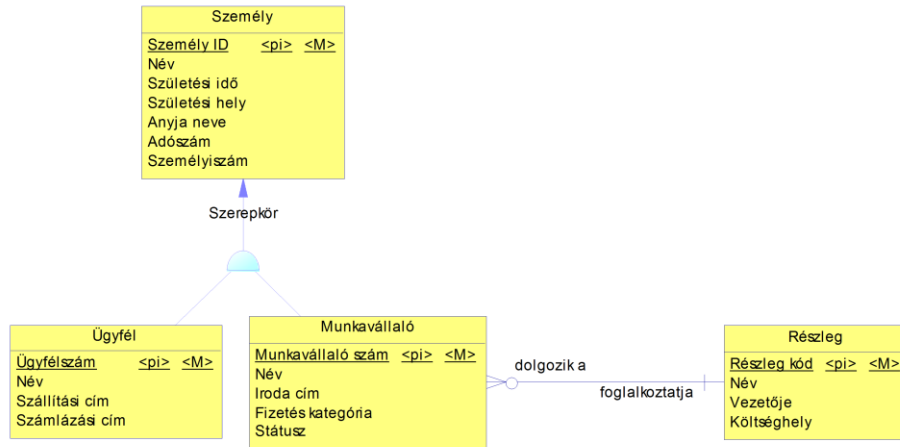 Személy
Személy ID <pi> <M>
Név
Születési idő
Születési hely
Anyja neve
Adószám
Személyiszám
Szerepkör
Ügyfél
Ügyfélszám <pi> <M>
Név
Szállítási cím
Számlázási cím
Munkavállaló
Munkavállaló szám <pi> <M>
Név
Iroda cím
Fizetés kategória
Státusz
dolgozik a
foglalkoztatja
Részleg
Részleg kód <pi> <M>
Név
Vezetője
Költséghely